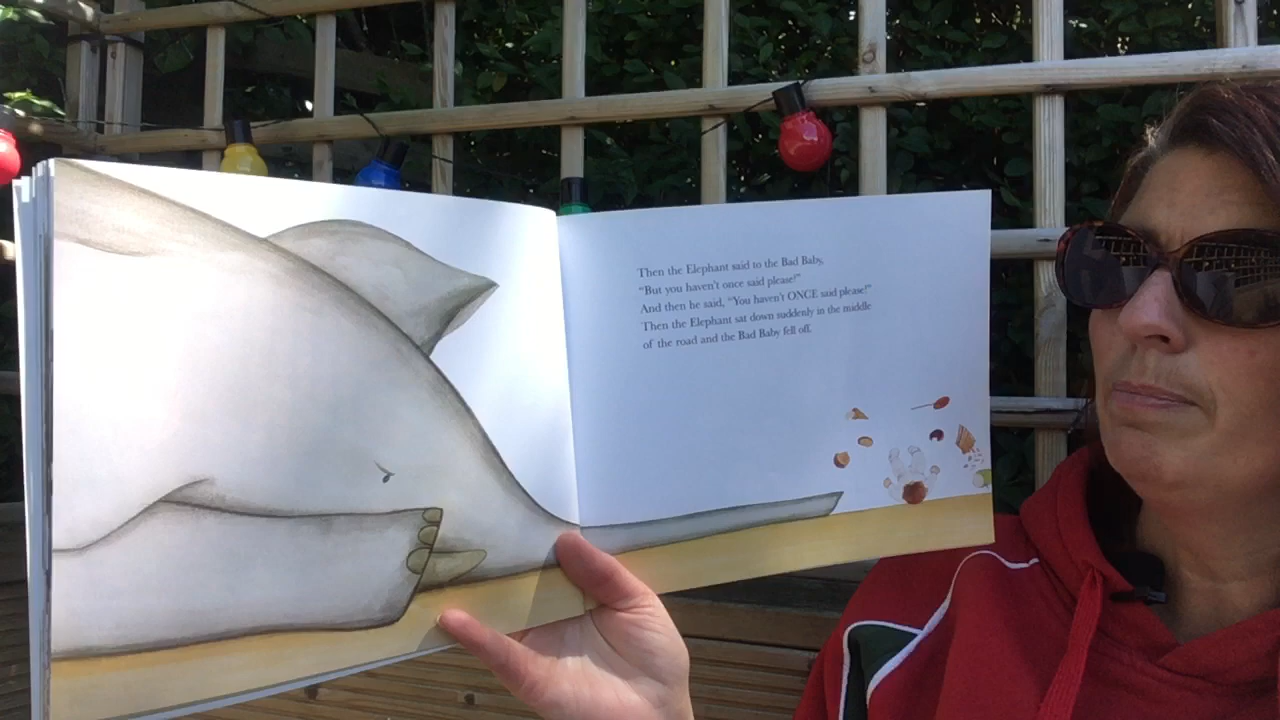 Then the Elephant said to the Bad Baby,
“But you haven’t once said please!”
And then he said, “You haven’t ONCE said please!”
Then the Elephant sat down suddenly in the middle
of the road and the Bad Baby fell off.